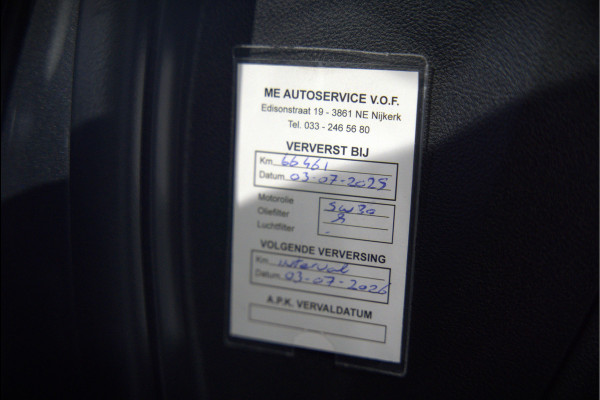 ME AUTOSERVICE V.O.F.
Edisonstraat 19 - 3861 NE Nijkerk
Tel. 033 - 246 56 80
VERVERST BIJ
Km. 66461
Datum. 03-07-2025
Motorolie 5W30
Oliefilter
Luchtfilter -
VOLGENDE VERVERSING
Km. interval
Datum. 03-07-2026
A.P.K. VERVALDATUM